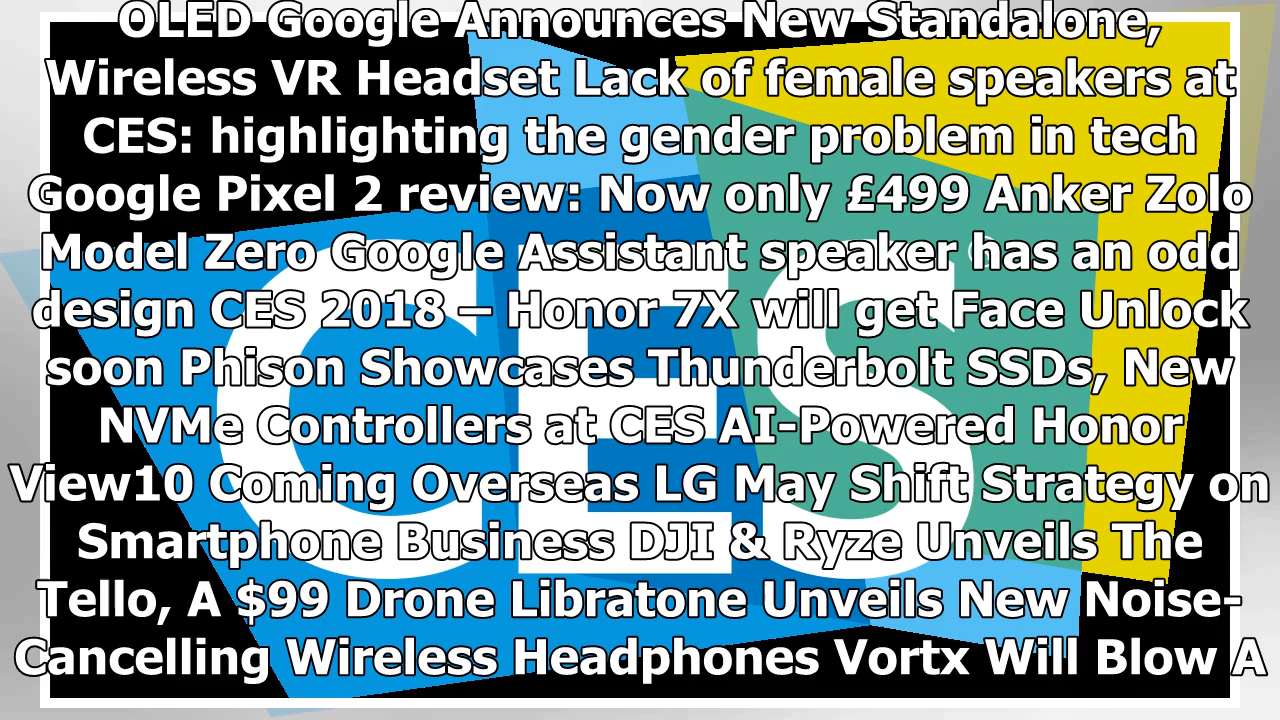 OLED Google Announces New Standalone,
Wireless VR Headset Lack of female speakers at
CES: highlighting the gender problem in tech
Google Pixel 2 review: Now only £499 Anker Zolo
Model Zero Google Assistant speaker has an odd
design CES 2018 – Honor 7X will get Face Unlock
soon Phison Showcases Thunderbolt SSDs, New
NVMe Controllers at CES AI-Powered Honor
View10 Coming Overseas LG May Shift Strategy on
Smartphone Business DJI & Ryze Unveils The
Tello, A $99 Drone Libratone Unveils New Noise-
Cancelling Wireless Headphones Vortx Will Blow A
CES®